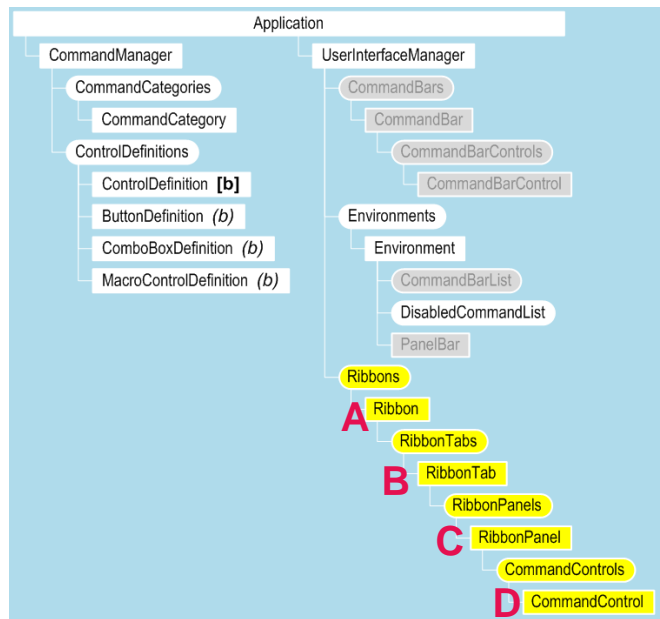 Application
CommandManager
UserInterfaceManager
CommandCategories
CommandBars
CommandCategory
CommandBar
ControlDefinitions
CommandBarControls
ControlDefinition [b]
CommandBarControl
ButtonDefinition (b)
Environments
ComboBoxDefinition (b)
Environment
MacroControlDefinition (b)
CommandBarList
DisabledCommandList
PanelBar
Ribbons
A Ribbon
RibbonTabs
B RibbonTab
RibbonPanels
C RibbonPanel
CommandControls
D CommandControl